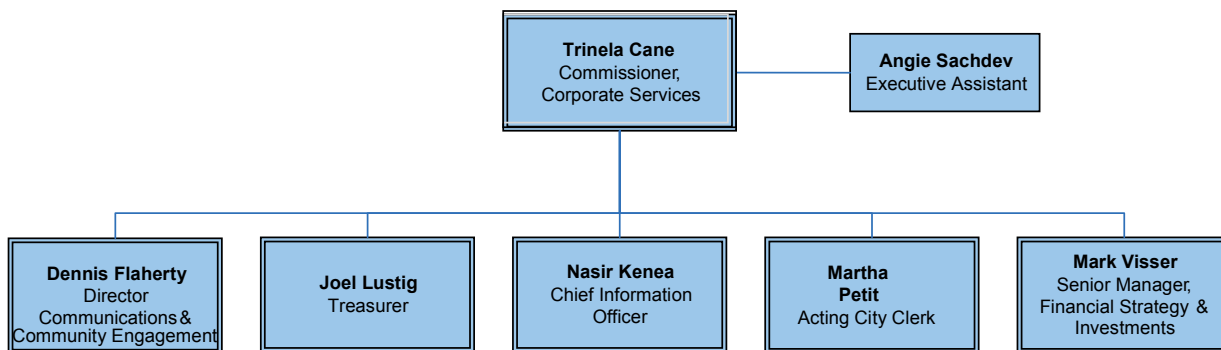 Trinela Cane
Commissioner,
Corporate Services
Angie Sachdev
Executive Assistant
Dennis Flaherty
Director
Communications &
Community Engagement
Joel Lustig
Treasurer
Nasir Kenea
Chief Information
Officer
Martha
Petit
Acting City Clerk
Mark Visser
Senior Manager,
Financial Strategy &
Investments